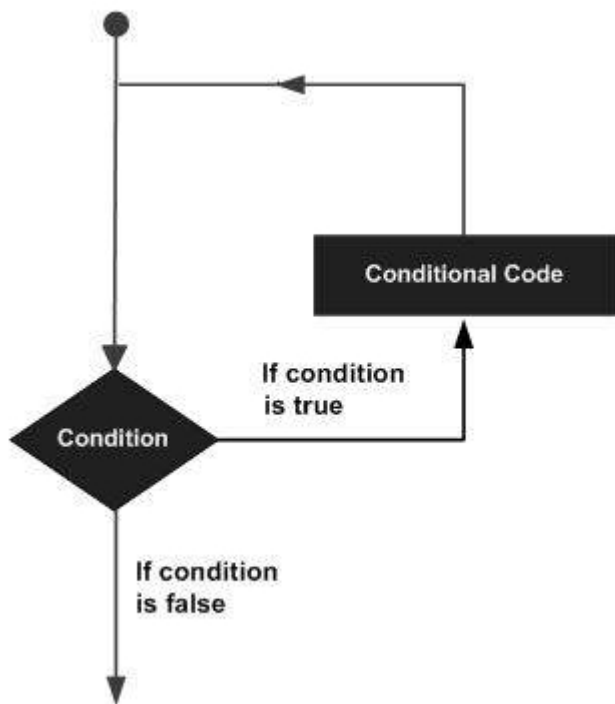 Conditional Code
If condition
is true
Condition
If condition
is false